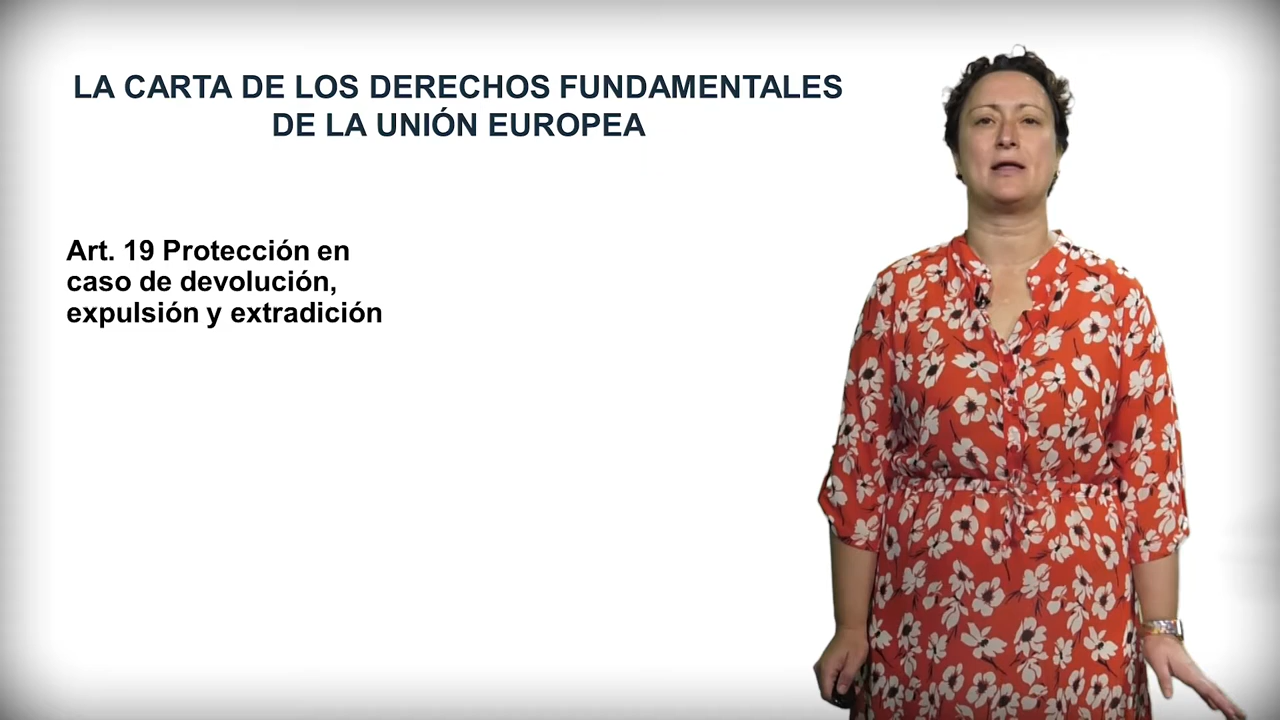 LA CARTA DE LOS DERECHOS FUNDAMENTALES
DE LA UNIÓN EUROPEA
Art. 19 Protección en
caso de devolución,
expulsión y extradición